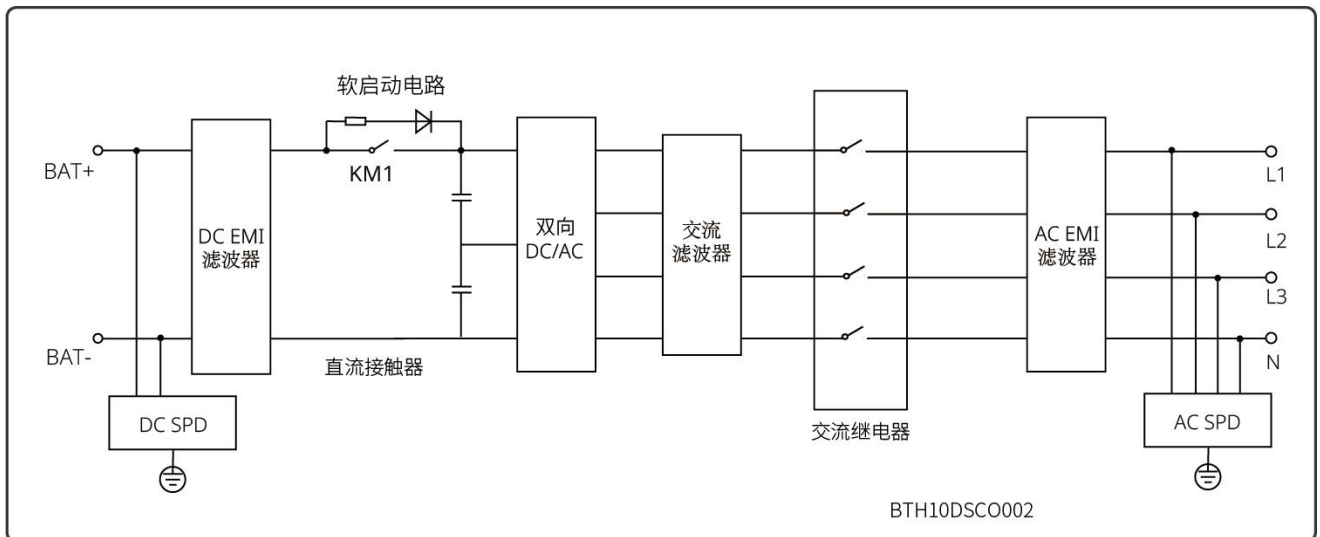 软启动电路
BAT+
KM1
L1
DC EMI
滤波器
双向
DC/AC
交流
滤波器
AC EMI
滤波器
L2
L3
BAT-
直流接触器
N
DC SPD
交流继电器
AC SPD
BTH10DSCO002